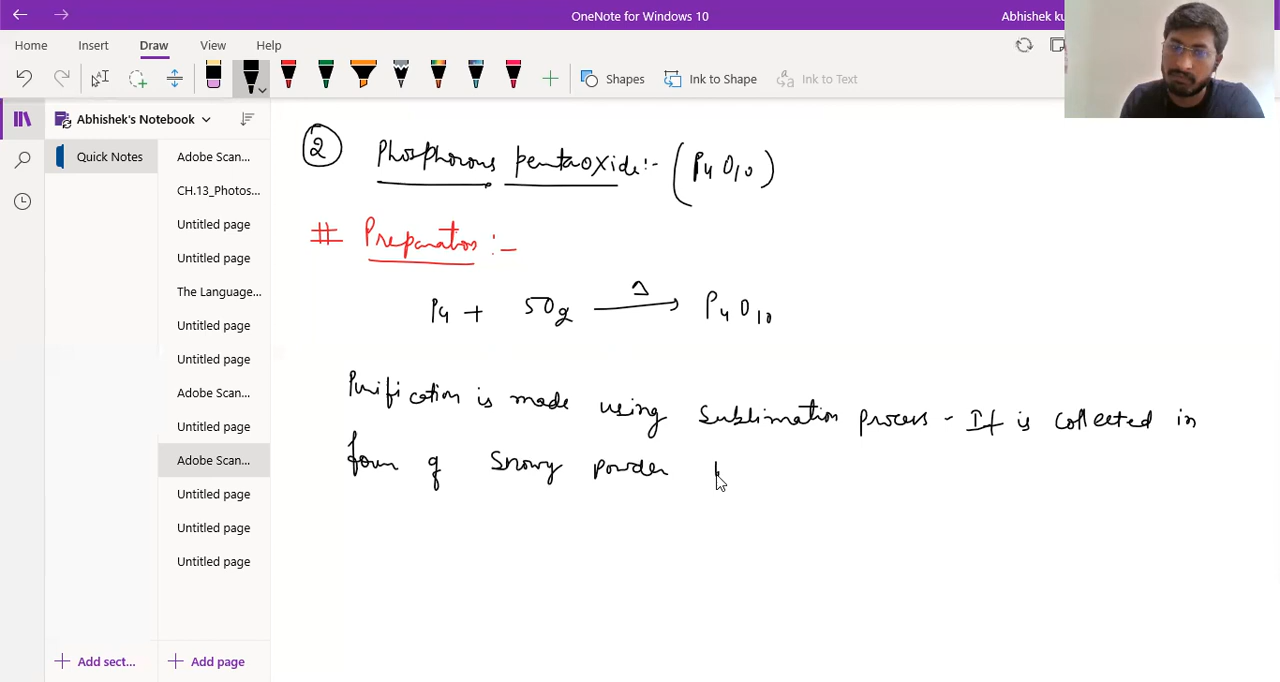 OneNote for Windows 10
Abhishek ku
Home Insert Draw View Help
Shapes Ink to Shape Ink to Text
Abhishek's Notebook
Quick Notes
Adobe Scan...
CH.13_Photos...
Untitled page
Untitled page
The Language...
Untitled page
Untitled page
Adobe Scan...
Untitled page
Adobe Scan...
Untitled page
Untitled page
Untitled page
Add sect...
Add page
② Phosphorous pentaoxide:- (P4O10)
# Preparation :-
Δ
P4 + 5O2 → P4O10
Purification is made using Sublimation process - It is collected in
form of Snowy powder